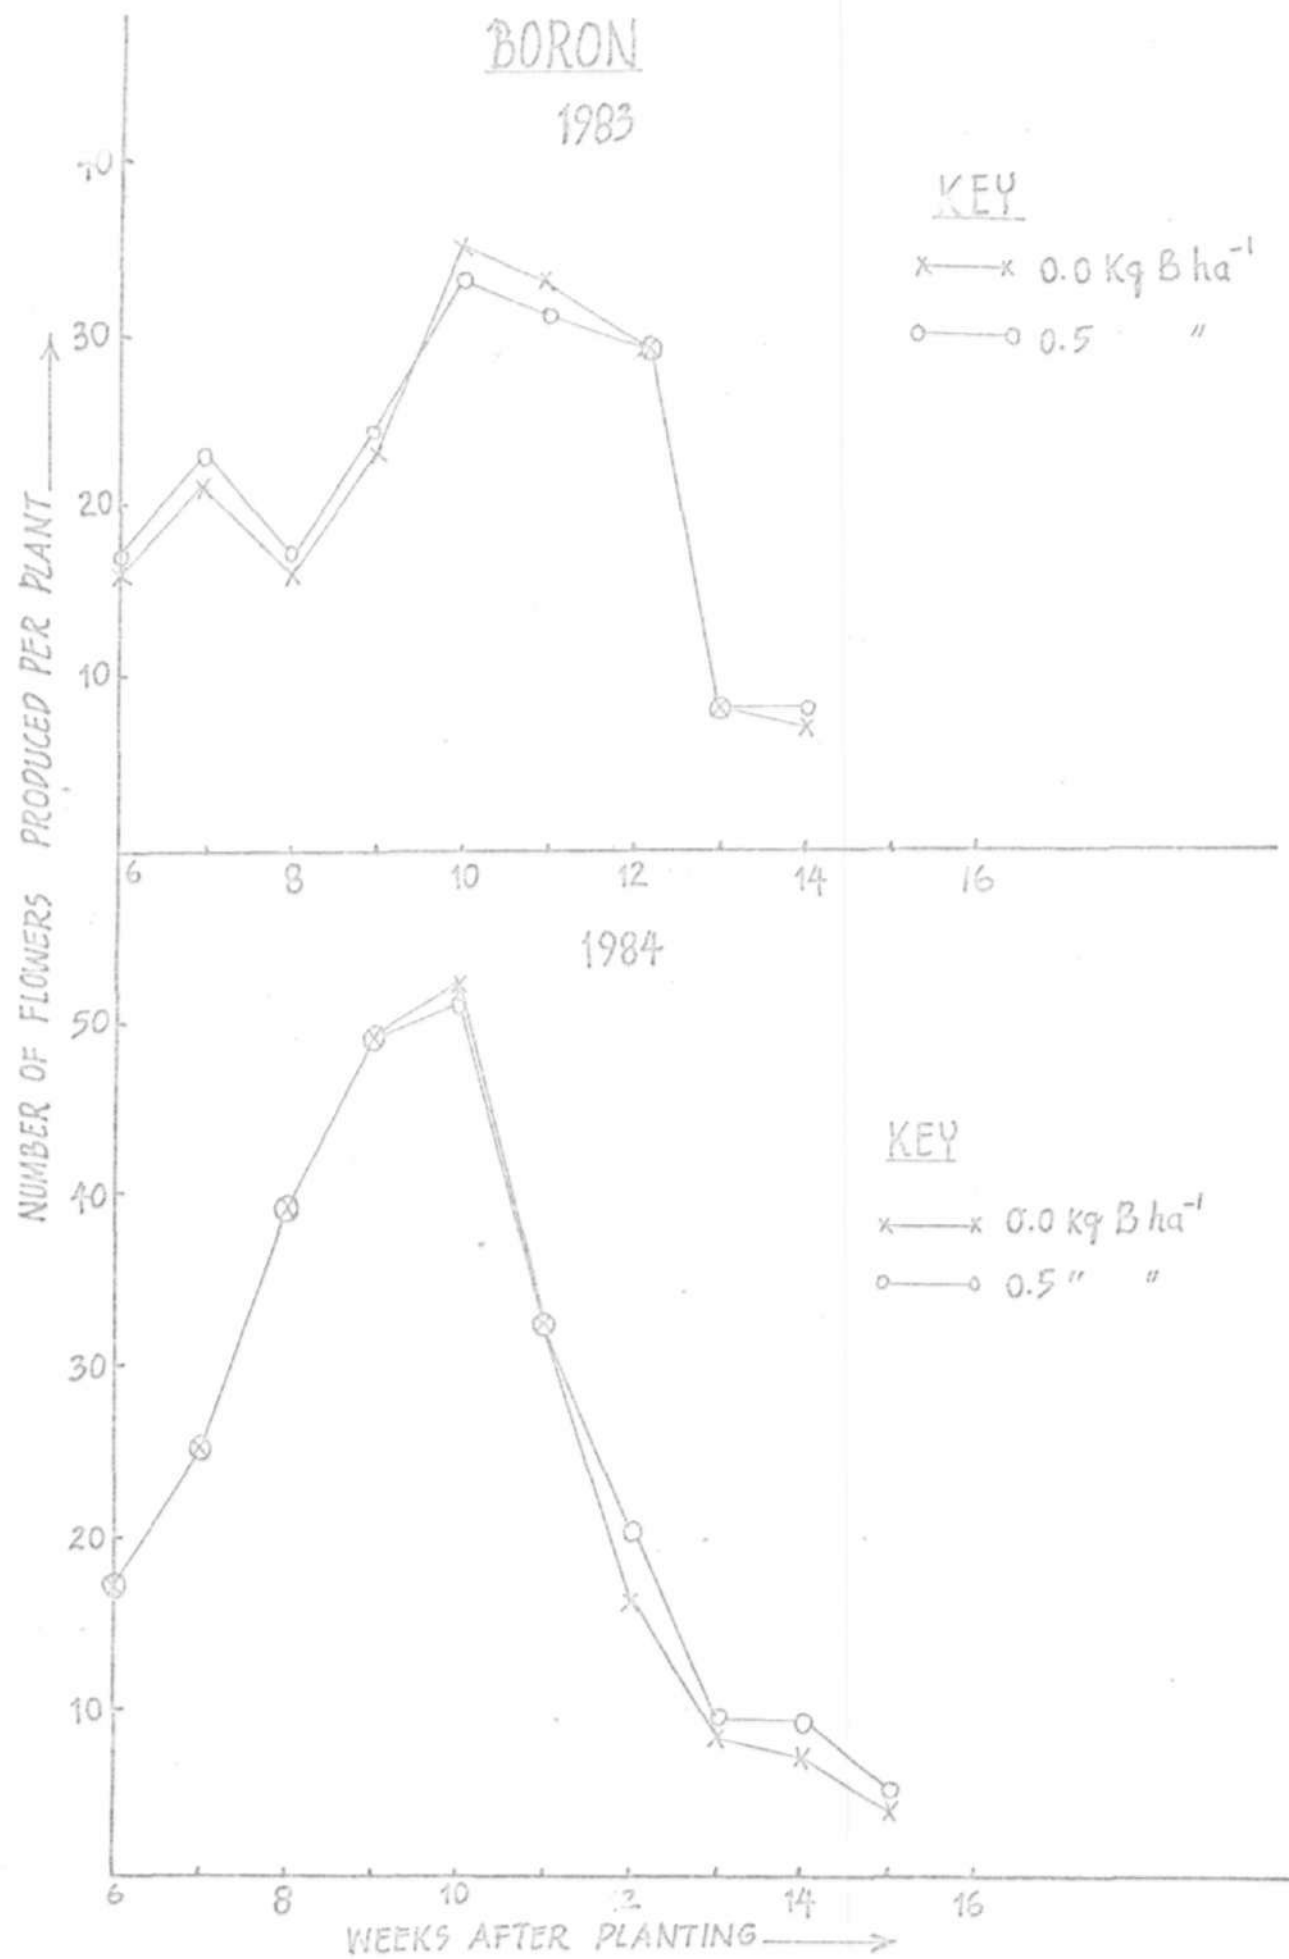 BORON
1983
40
30
20
10
KEY
x—x 0.0 Kg B ha⁻¹
o—o 0.5 "
6 8 10 12 14 16
NUMBER OF FLOWERS PRODUCED PER PLANT →
1984
50
40
30
20
10
KEY
x—x 0.0 Kg B ha⁻¹
o—o 0.5 " "
6 8 10 12 14 16
WEEKS AFTER PLANTING →